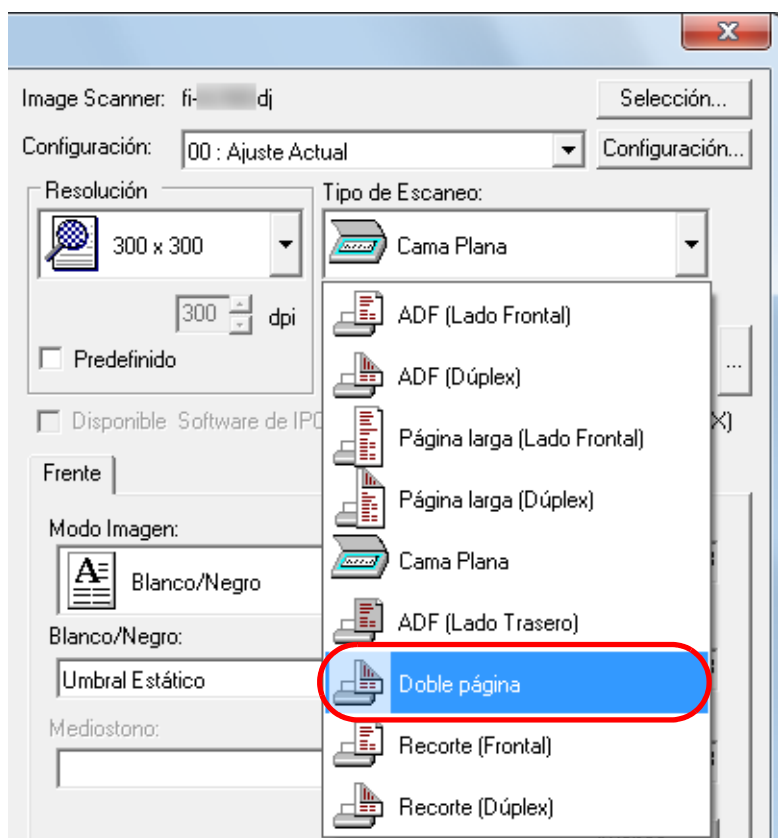 Image Scanner: fi- dj
Selección...
Configuración: 00 : Ajuste Actual
Configuración...
Resolución
Tipo de Escaneo:
300 x 300
Cama Plana
300 dpi
Predefinido
...
ADF (Lado Frontal)
ADF (Dúplex)
Página larga (Lado Frontal)
Página larga (Dúplex)
Cama Plana
ADF (Lado Trasero)
Doble página
Recorte (Frontal)
Recorte (Dúplex)
Disponible Software de IPC
Frente
Modo Imagen:
Blanco/Negro
Blanco/Negro:
Umbral Estático
Mediostono: